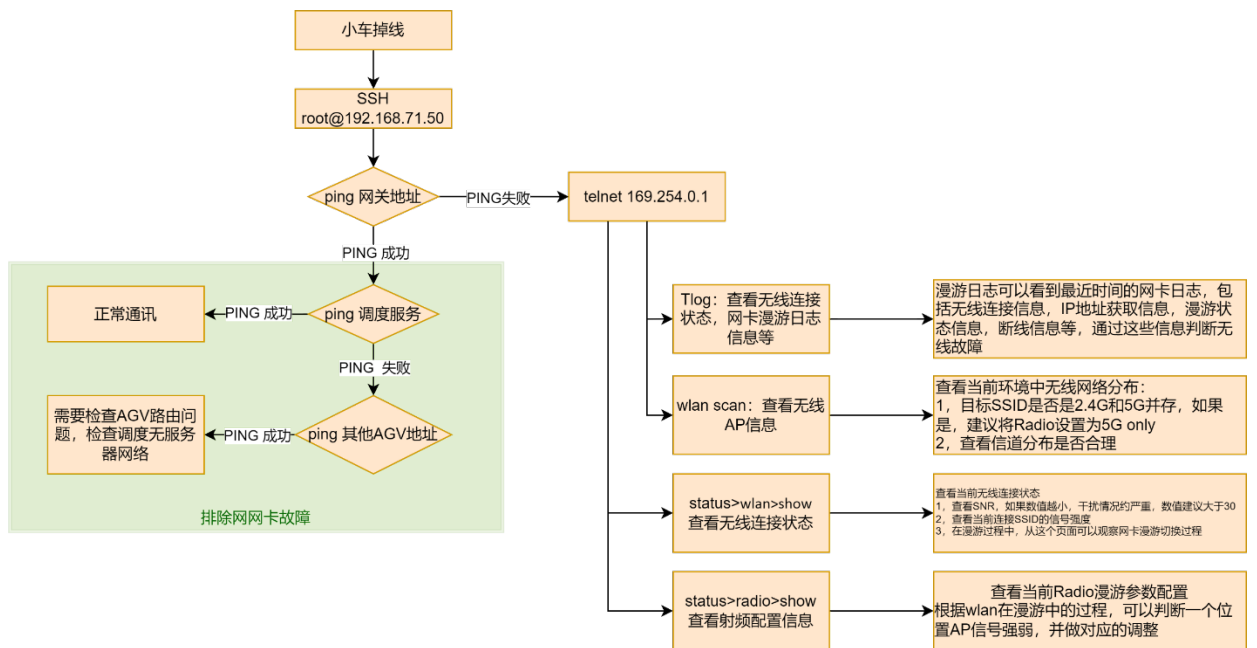 小车掉线
SSH
root@192.168.71.50
ping 网关地址
PING失败
telnet 169.254.0.1
PING 成功
ping 调度服务
PING 成功
正常通讯
PING 失败
ping 其他AGV地址
PING 成功
需要检查AGV路由问
题，检查调度无服务
器网络
排除网网卡故障
Tlog：查看无线连接
状态，网卡漫游日志
信息等
漫游日志可以看到最近时间的网卡日志，包
括无线连接信息，IP地址获取信息，漫游状
态信息，断线信息等，通过这些信息判断无
线故障
wlan scan：查看无线
AP信息
查看当前环境中无线网络分布：
1，目标SSID是否是2.4G和5G并存，如果
是，建议将Radio设置为5G only
2，查看信道分布是否合理
status>wlan>show
查看无线连接状态
查看当前无线连接状态
1，查看SNR，如果数值越小，干扰情况约严重，数值建议大于30
2，查看当前连接SSID的信号强度
3，在漫游过程中，从这个页面可以观察网卡漫游切换过程
status>radio>show
查看射频配置信息
查看当前Radio漫游参数配置
根据wlan在漫游中的过程，可以判断一个位
置AP信号强弱，并做对应的调整